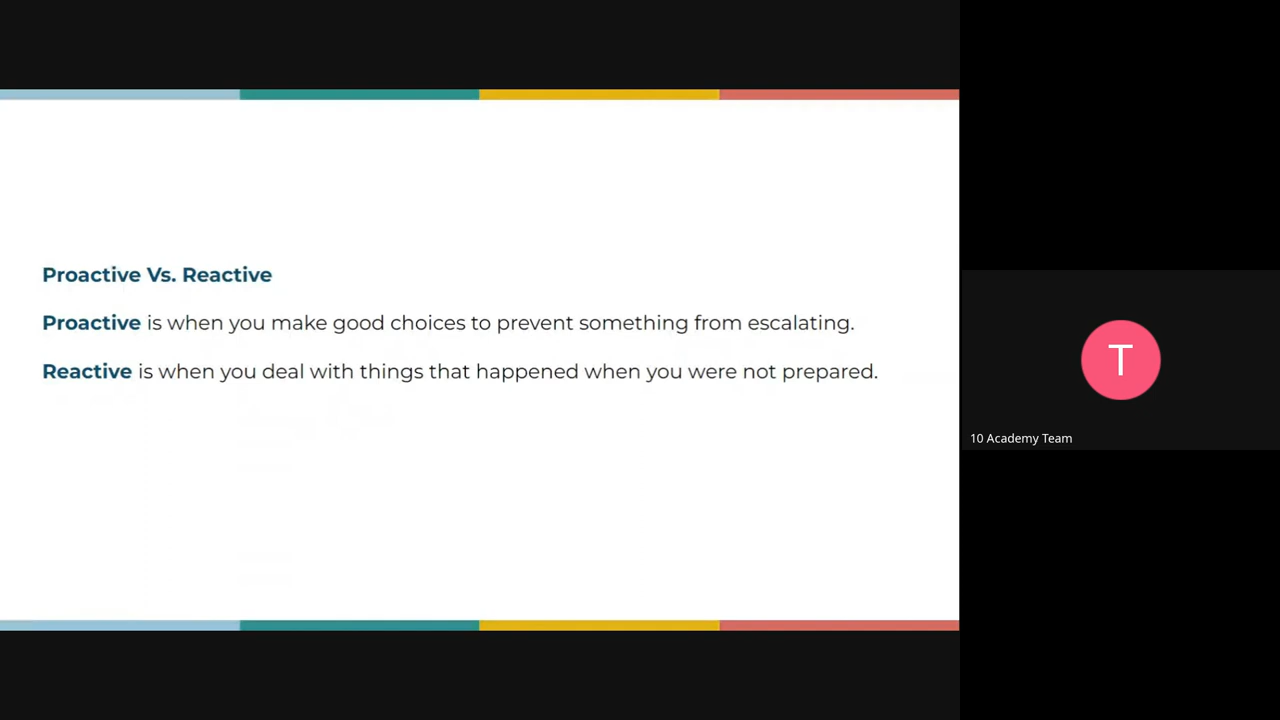 Proactive Vs. Reactive
Proactive is when you make good choices to prevent something from escalating.
Reactive is when you deal with things that happened when you were not prepared.
T
10 Academy Team